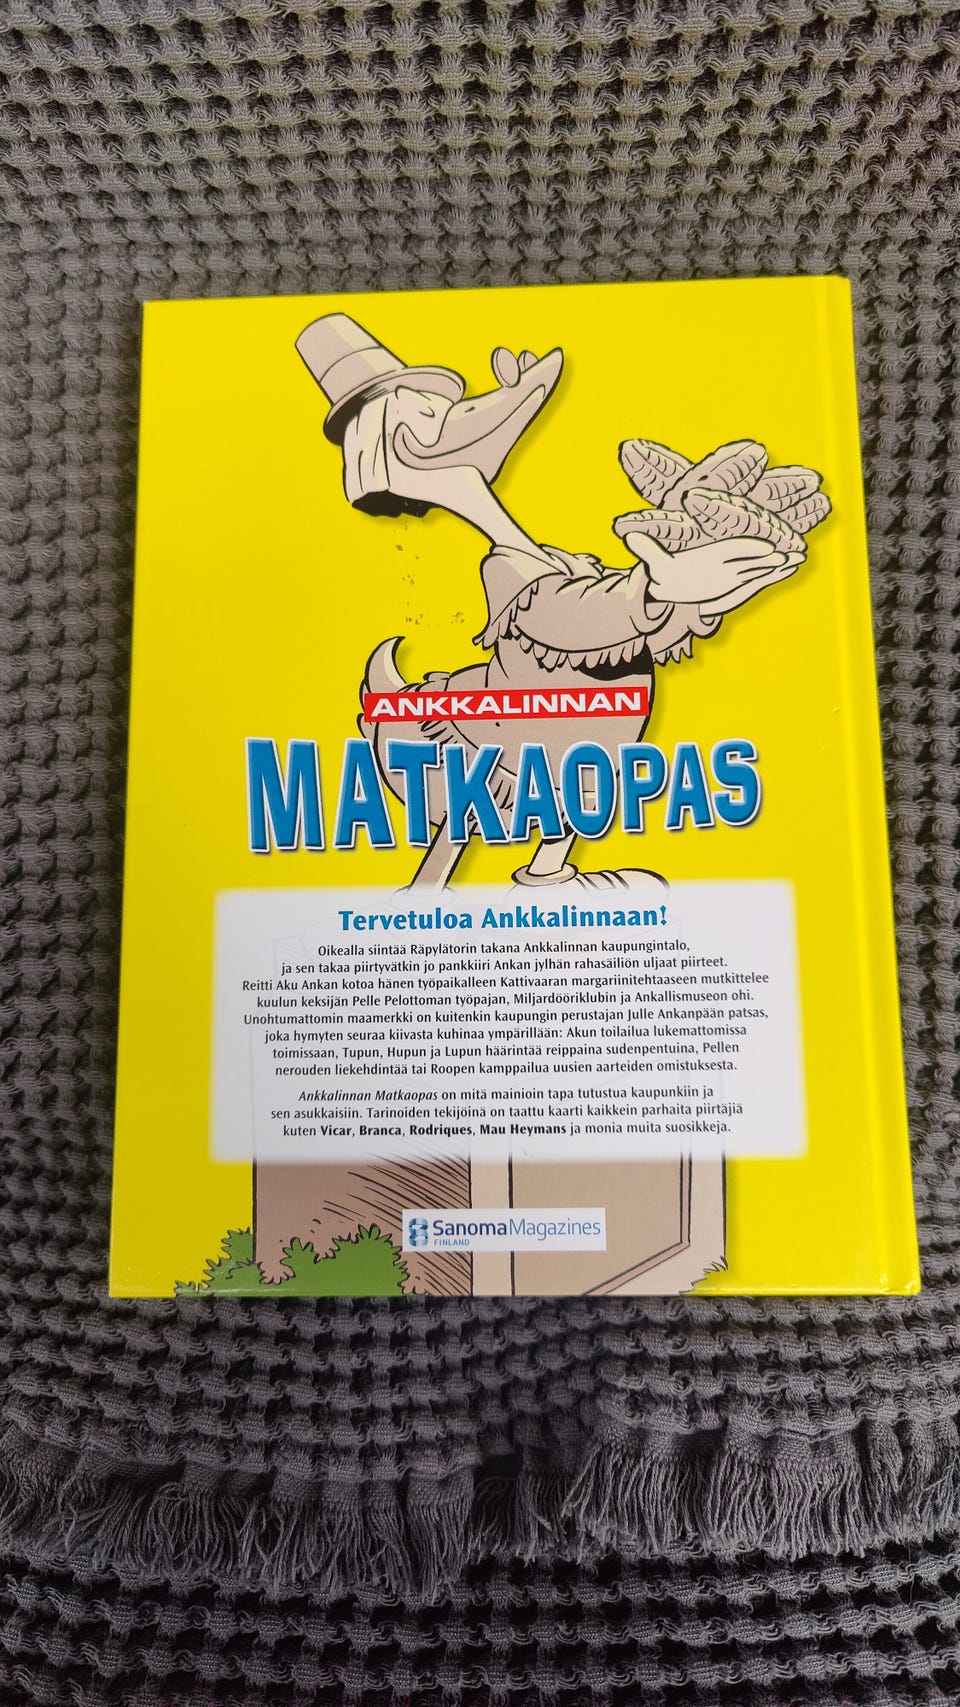 ANKKALINNAN
MATKAOPAS
Tervetuloa Ankkalinnaan!
Oikealla siintää Räpylätorin takana Ankkalinnan kaupungintalo,
ja sen takaa piirtyvätkin jo pankkiiri Ankan jylhän rahasäiliön uljaat piirteet.
Reitti Aku Ankan kotoa hänen työpaikalleen Kattivaaran margariinitehtaaseen mutkittelee
kuulun keksijän Pelle Pelottoman työpajan, Miljardööriklubin ja Ankallismuseon ohi.
Unohtumattomin maamerkki on kuitenkin kaupungin perustajan Julle Ankanpään patsas,
joka hymyten seuraa kiivasta kuhinaa ympärillään: Akun toilailua lukemattomissa
toimissaan, Tupun, Hupun ja Lupun häärintää reippaina sudenpentuina, Pellen
nerouden liekehdintää tai Roopen kamppailua uusien aarteiden omistuksesta.
Ankkalinnan Matkaopas on mitä mainioin tapa tutustua kaupunkiin ja
sen asukkaisiin. Tarinoiden tekijöinä on taattu kaarti kaikkein parhaita piirtäjiä
kuten Vicar, Branca, Rodriques, Mau Heymans ja monia muita suosikkeja.
SanomaMagazines
FINLAND